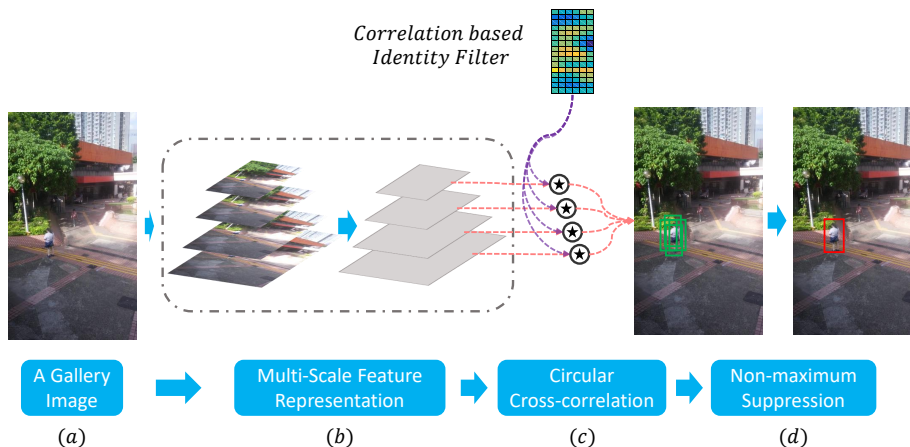 Correlation based
Identity Filter
A Gallery
Image
Multi-Scale Feature
Representation
Circular
Cross-correlation
Non-maximum
Suppression
(a)
(b)
(c)
(d)